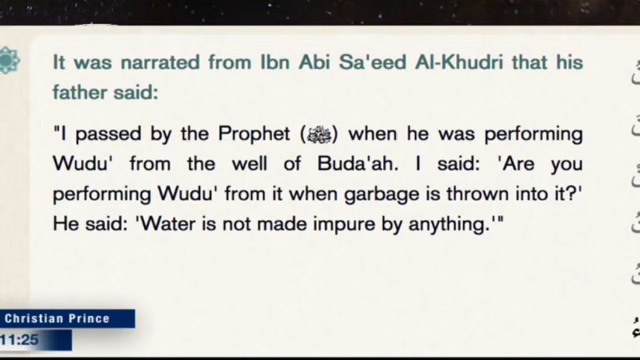 It was narrated from Ibn Abi Sa'eed Al-Khudri that his
father said:
"I passed by the Prophet (ﷺ) when he was performing
Wudu' from the well of Buda'ah. I said: 'Are you
performing Wudu' from it when garbage is thrown into it?'
He said: 'Water is not made impure by anything.'"
Christian Prince
11:25